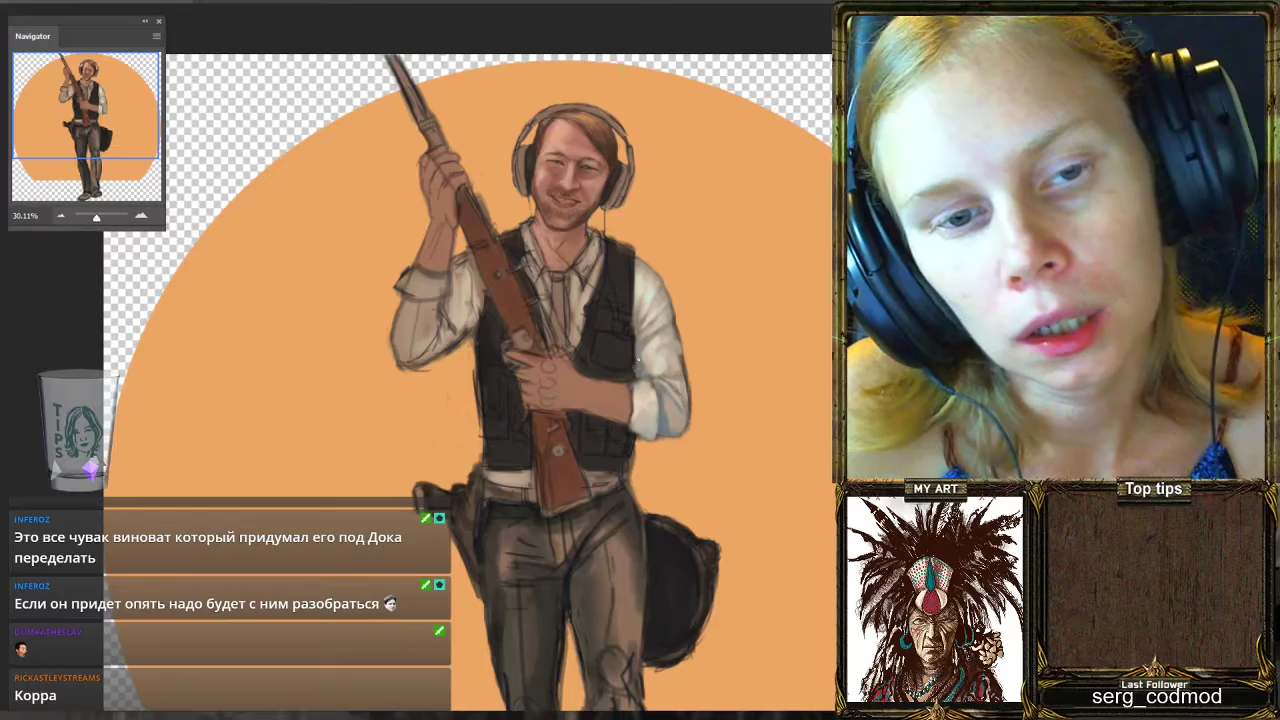 Navigator
30.11%
TIPS
INFEROZ
Это все чувак виноват который придумал его под Дока
переделать
INFEROZ
Если он придет опять надо будет с ним разобраться
DUMKATHESLAV
RICKASTLEYSTREAMS
Корра
MY ART
Top tips
Last Follower
serg_codmod